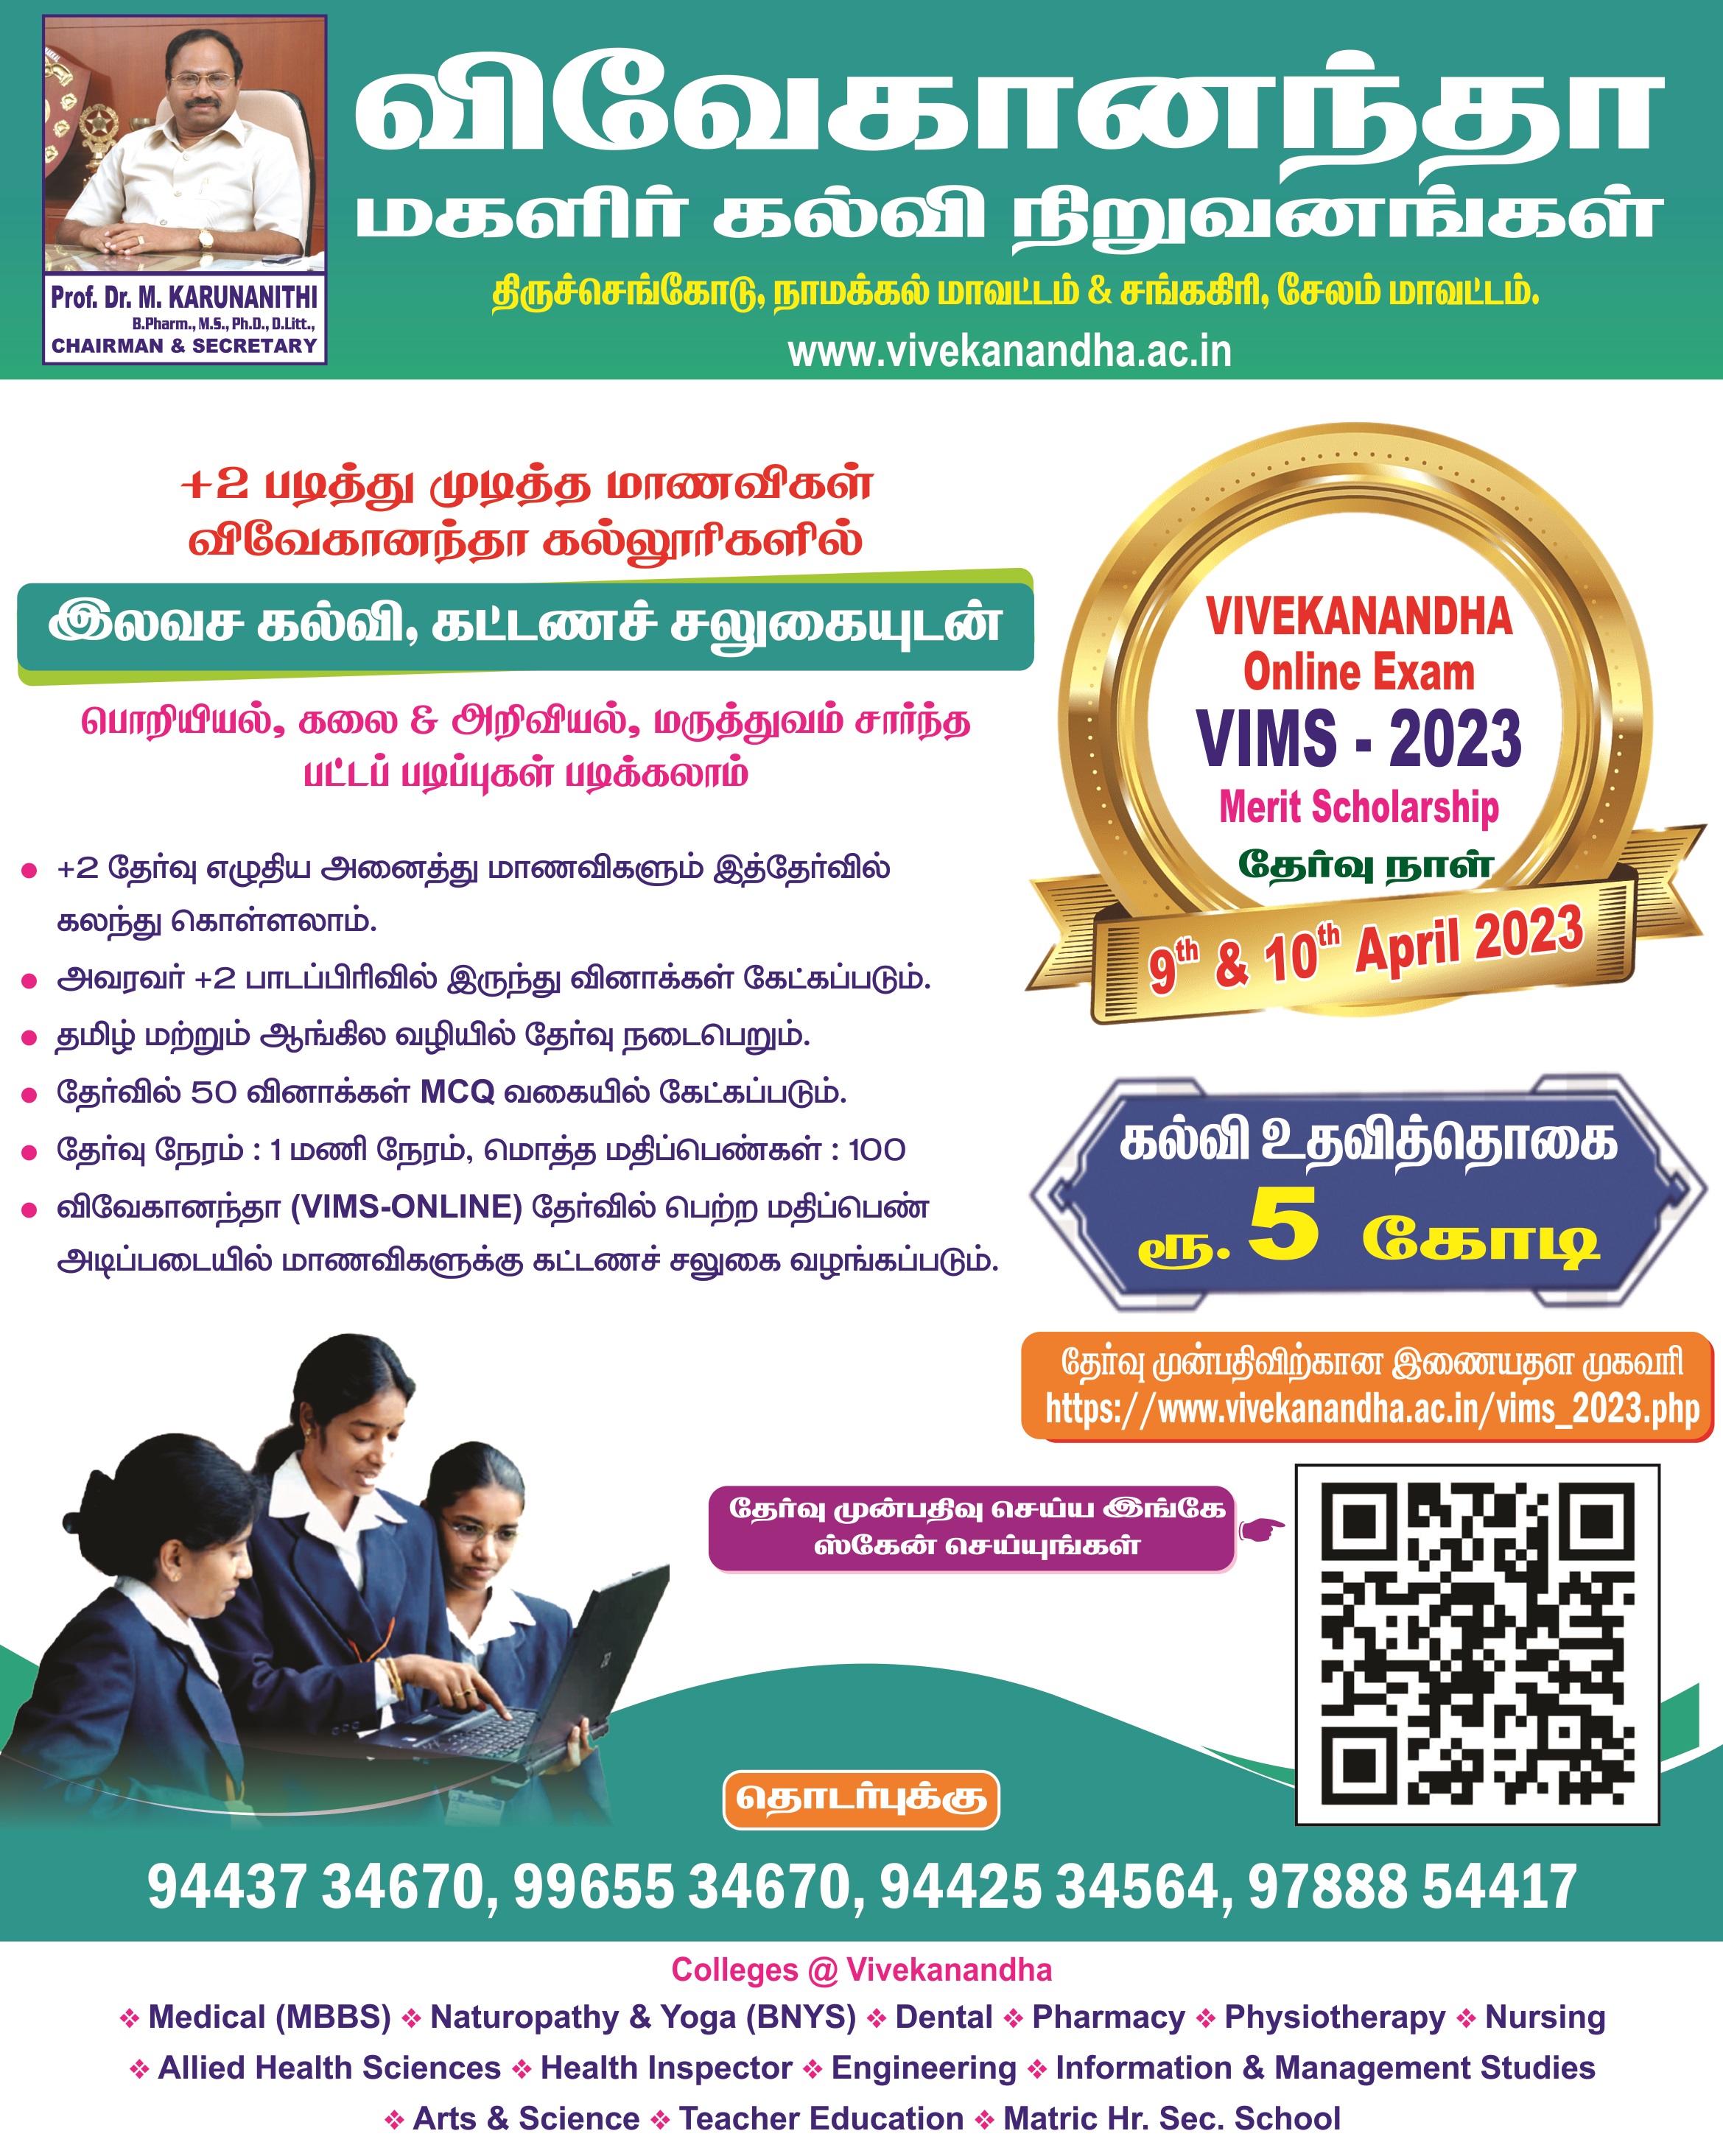 விவேகானந்தா
மகளிர் கல்வி நிறுவனங்கள்
திருச்செங்கோடு, நாமக்கல் மாவட்டம் & சங்ககிரி, சேலம் மாவட்டம்.
www.vivekanandha.ac.in
Prof. Dr. M. KARUNANITHI
B.Pharm., M.S., Ph.D., D.Litt.,
CHAIRMAN & SECRETARY
+2 படித்து முடித்த மாணவிகள்
விவேகானந்தா கல்லூரிகளில்
இலவச கல்வி, கட்டணச் சலுகையுடன்
பொறியியல், கலை & அறிவியல், மருத்துவம் சார்ந்த
பட்டப் படிப்புகள் படிக்கலாம்
• +2 தேர்வு எழுதிய அனைத்து மாணவிகளும் இத்தேர்வில்
கலந்து கொள்ளலாம்.
• அவரவர் +2 பாடப்பிரிவில் இருந்து வினாக்கள் கேட்கப்படும்.
• தமிழ் மற்றும் ஆங்கில வழியில் தேர்வு நடைபெறும்.
• தேர்வில் 50 வினாக்கள் MCQ வகையில் கேட்கப்படும்.
• தேர்வு நேரம் : 1 மணி நேரம், மொத்த மதிப்பெண்கள் : 100
• விவேகானந்தா (VIMS-ONLINE) தேர்வில் பெற்ற மதிப்பெண்
அடிப்படையில் மாணவிகளுக்கு கட்டணச் சலுகை வழங்கப்படும்.
VIVEKANANDHA
Online Exam
VIMS - 2023
Merit Scholarship
தேர்வு நாள்
9th & 10th April 2023
கல்வி உதவித்தொகை
ரூ. 5 கோடி
தேர்வு முன்பதிவிற்கான இணையதள முகவரி
https://www.vivekanandha.ac.in/vims_2023.php
தேர்வு முன்பதிவு செய்ய இங்கே
ஸ்கேன் செய்யுங்கள்
தொடர்புக்கு
94437 34670, 99655 34670, 94425 34564, 97888 54417
Colleges @ Vivekanandha
❖ Medical (MBBS) ❖ Naturopathy & Yoga (BNYS) ❖ Dental ❖ Pharmacy ❖ Physiotherapy ❖ Nursing
❖ Allied Health Sciences ❖ Health Inspector ❖ Engineering ❖ Information & Management Studies
❖ Arts & Science ❖ Teacher Education ❖ Matric Hr. Sec. School